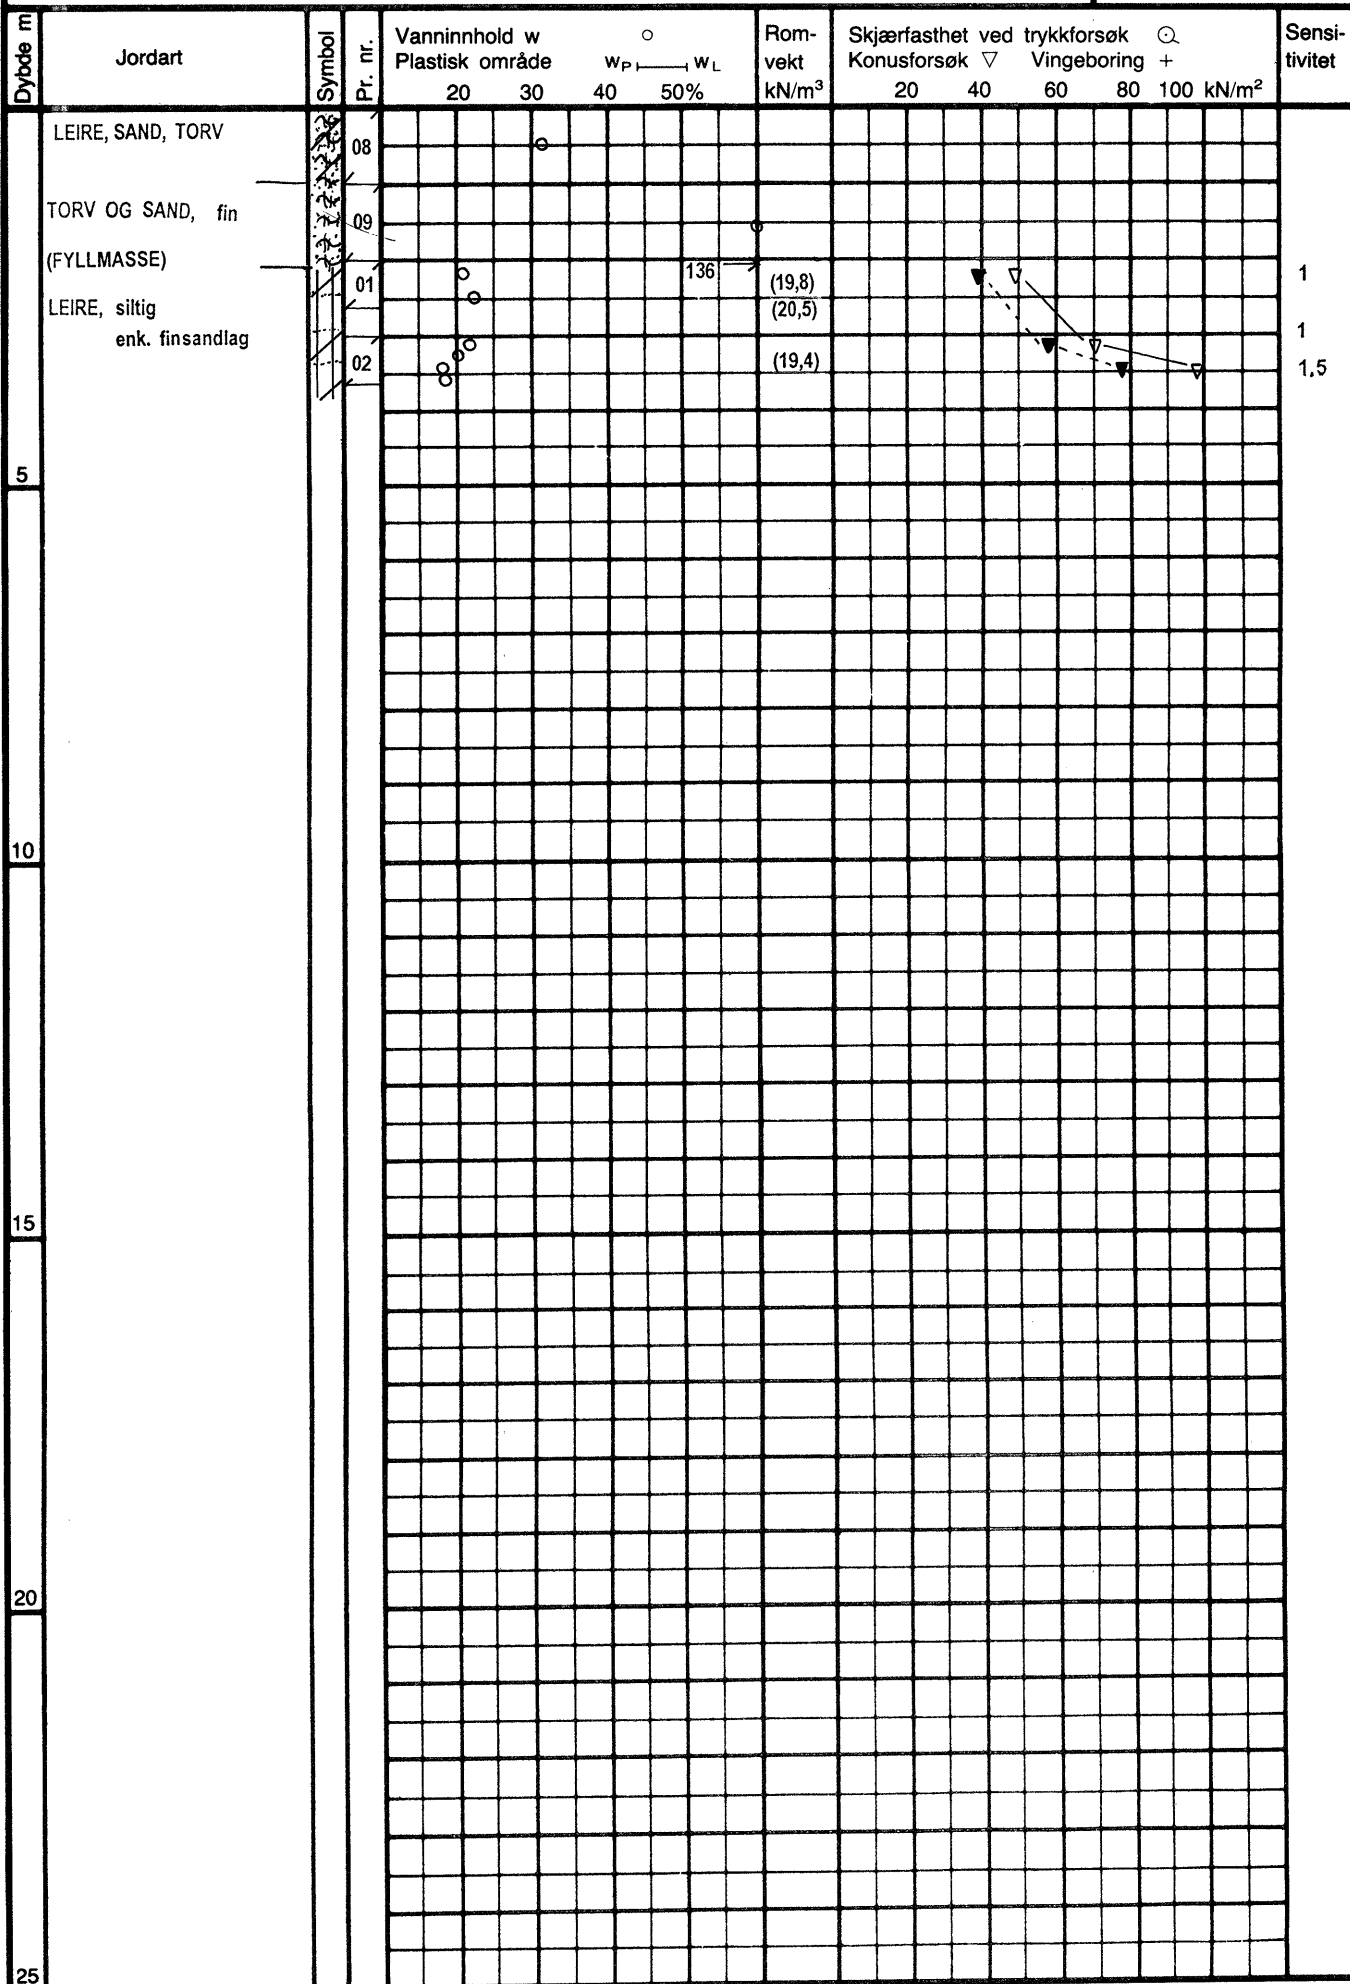 Dybde m
Jordart
Symbol
Pr. nr.
Vanninnhold w
Plastisk område wP wL
20 30 40 50%
Rom-
vekt
kN/m³
Skjærfasthet ved trykkforsøk
Konusforsøk ▽ Vingeboring +
20 40 60 80 100 kN/m²
Sensi-
tivitet
LEIRE, SAND, TORV
08
TORV OG SAND, fin
09
(FYLLMASSE)
136
01
(19,8)
1
LEIRE, siltig
(20,5)
enk. finsandlag
1
02
(19,4)
1,5
5
10
15
20
25